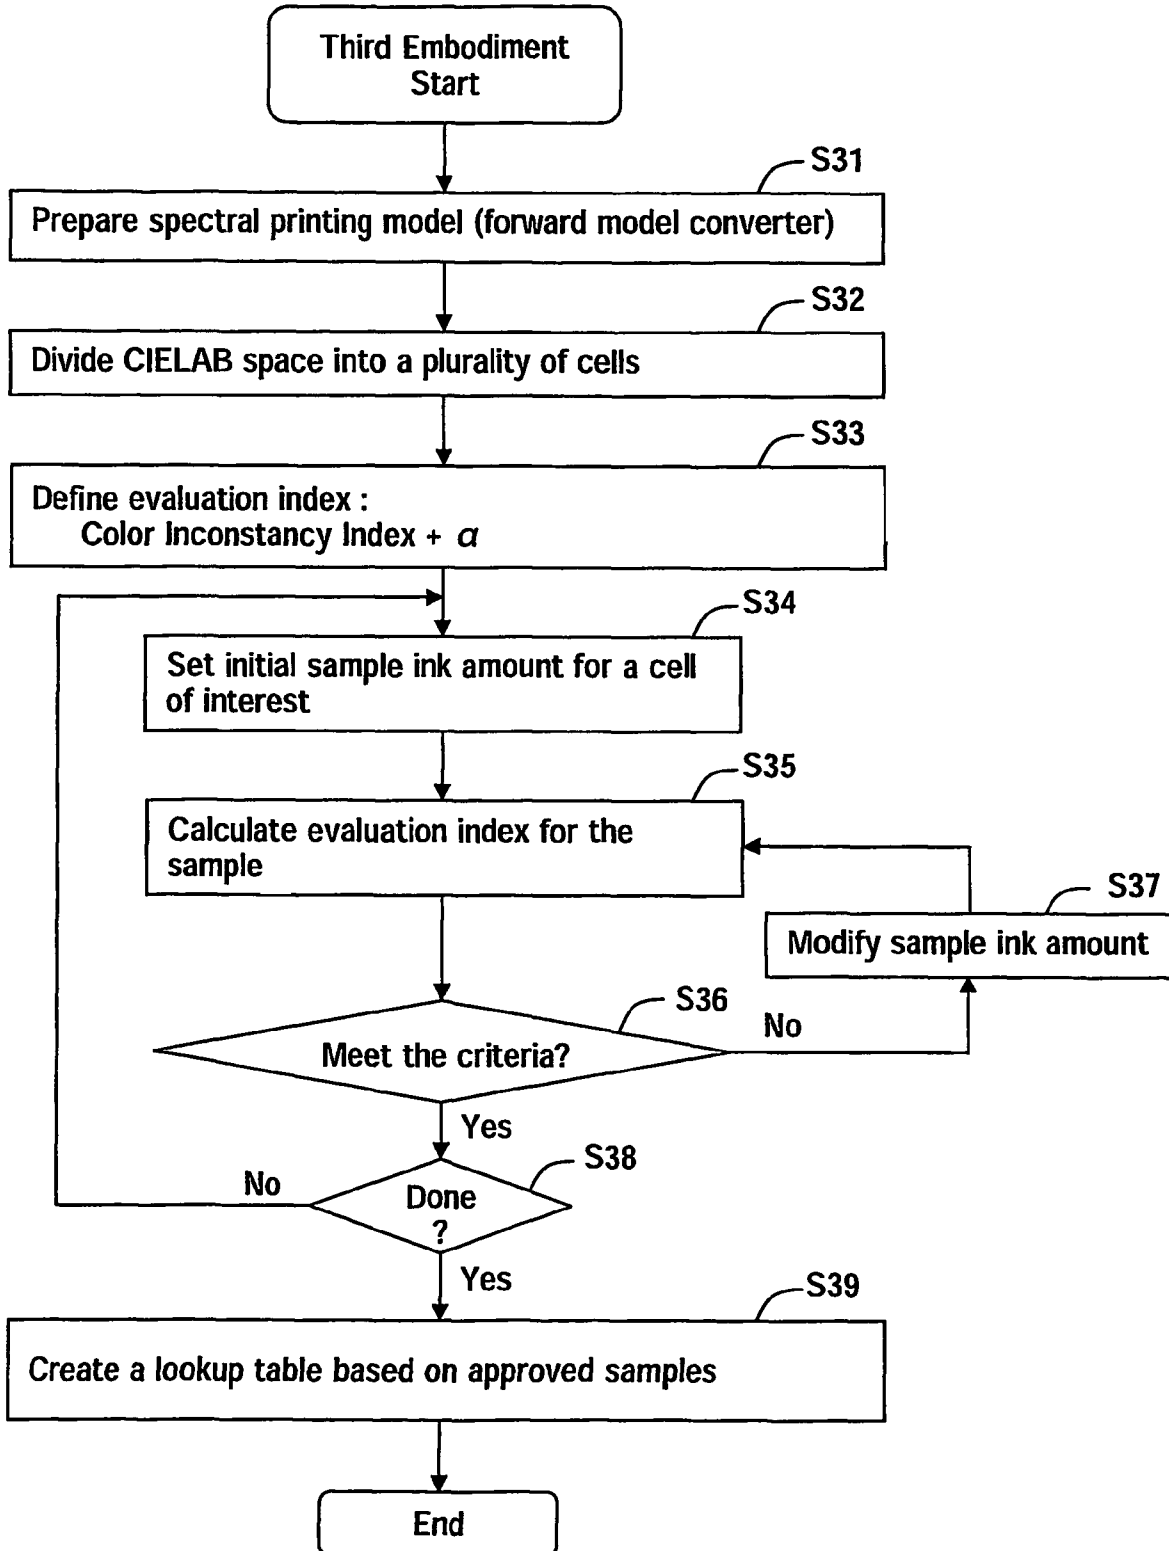 Third Embodiment
Start
S31
Prepare spectral printing model (forward model converter)
S32
Divide CIELAB space into a plurality of cells
S33
Define evaluation index :
Color Inconstancy Index + α
S34
Set initial sample ink amount for a cell
of interest
S35
Calculate evaluation index for the
sample
S37
Modify sample ink amount
S36
Meet the criteria?
No
Yes
S38
No
Done
?
Yes
S39
Create a lookup table based on approved samples
End